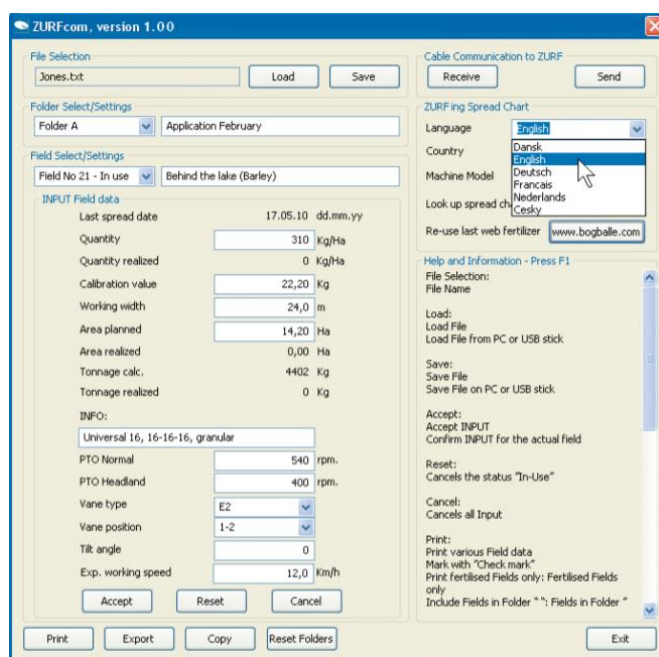 ZURFcom, version 1.00
File Selection
Jones.txt
Load
Save
Folder Select/Settings
Folder A
Application February
Field Select/Settings
Field No 21 - In use
Behind the lake (Barley)
INPUT Field data
Last spread date 17.05.10 dd.mm.yy
Quantity 310 Kg/Ha
Quantity realized 0 Kg/Ha
Calibration value 22,20 Kg
Working width 24,0 m
Area planned 14,20 Ha
Area realized 0,00 Ha
Tonnage calc. 4402 Kg
Tonnage realized 0 Kg
INFO:
Universal 16, 16-16-16, granular
PTO Normal 540 rpm.
PTO Headland 400 rpm.
Vane type E2
Vane position 1-2
Tilt angle 0
Exp. working speed 12,0 Km/h
Accept
Reset
Cancel
Cable Communication to ZURF
Receive
Send
ZURFing Spread Chart
Language English
Country
Machine Model
Look up spread ch
Dansk
English
Deutsch
Francais
Nederlands
Cesky
Re-use last web fertilizer www.bogballe.com
Help and Information - Press F1
File Selection:
File Name
Load:
Load File
Load File from PC or USB stick
Save:
Save File
Save File on PC or USB stick
Accept:
Accept INPUT
Confirm INPUT for the actual field
Reset:
Cancels the status "In-Use"
Cancel:
Cancels all Input
Print:
Print various Field data
Mark with "Check mark"
Print fertilised Fields only: Fertilised Fields
only
Include Fields in Folder " ": Fields in Folder "
Print
Export
Copy
Reset Folders
Exit